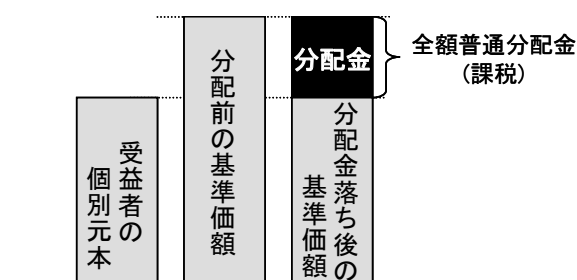 受益者の
個別元本
分配前の基準価額
分配金
分配金落ち後の
基準価額
全額普通分配金
(課税)